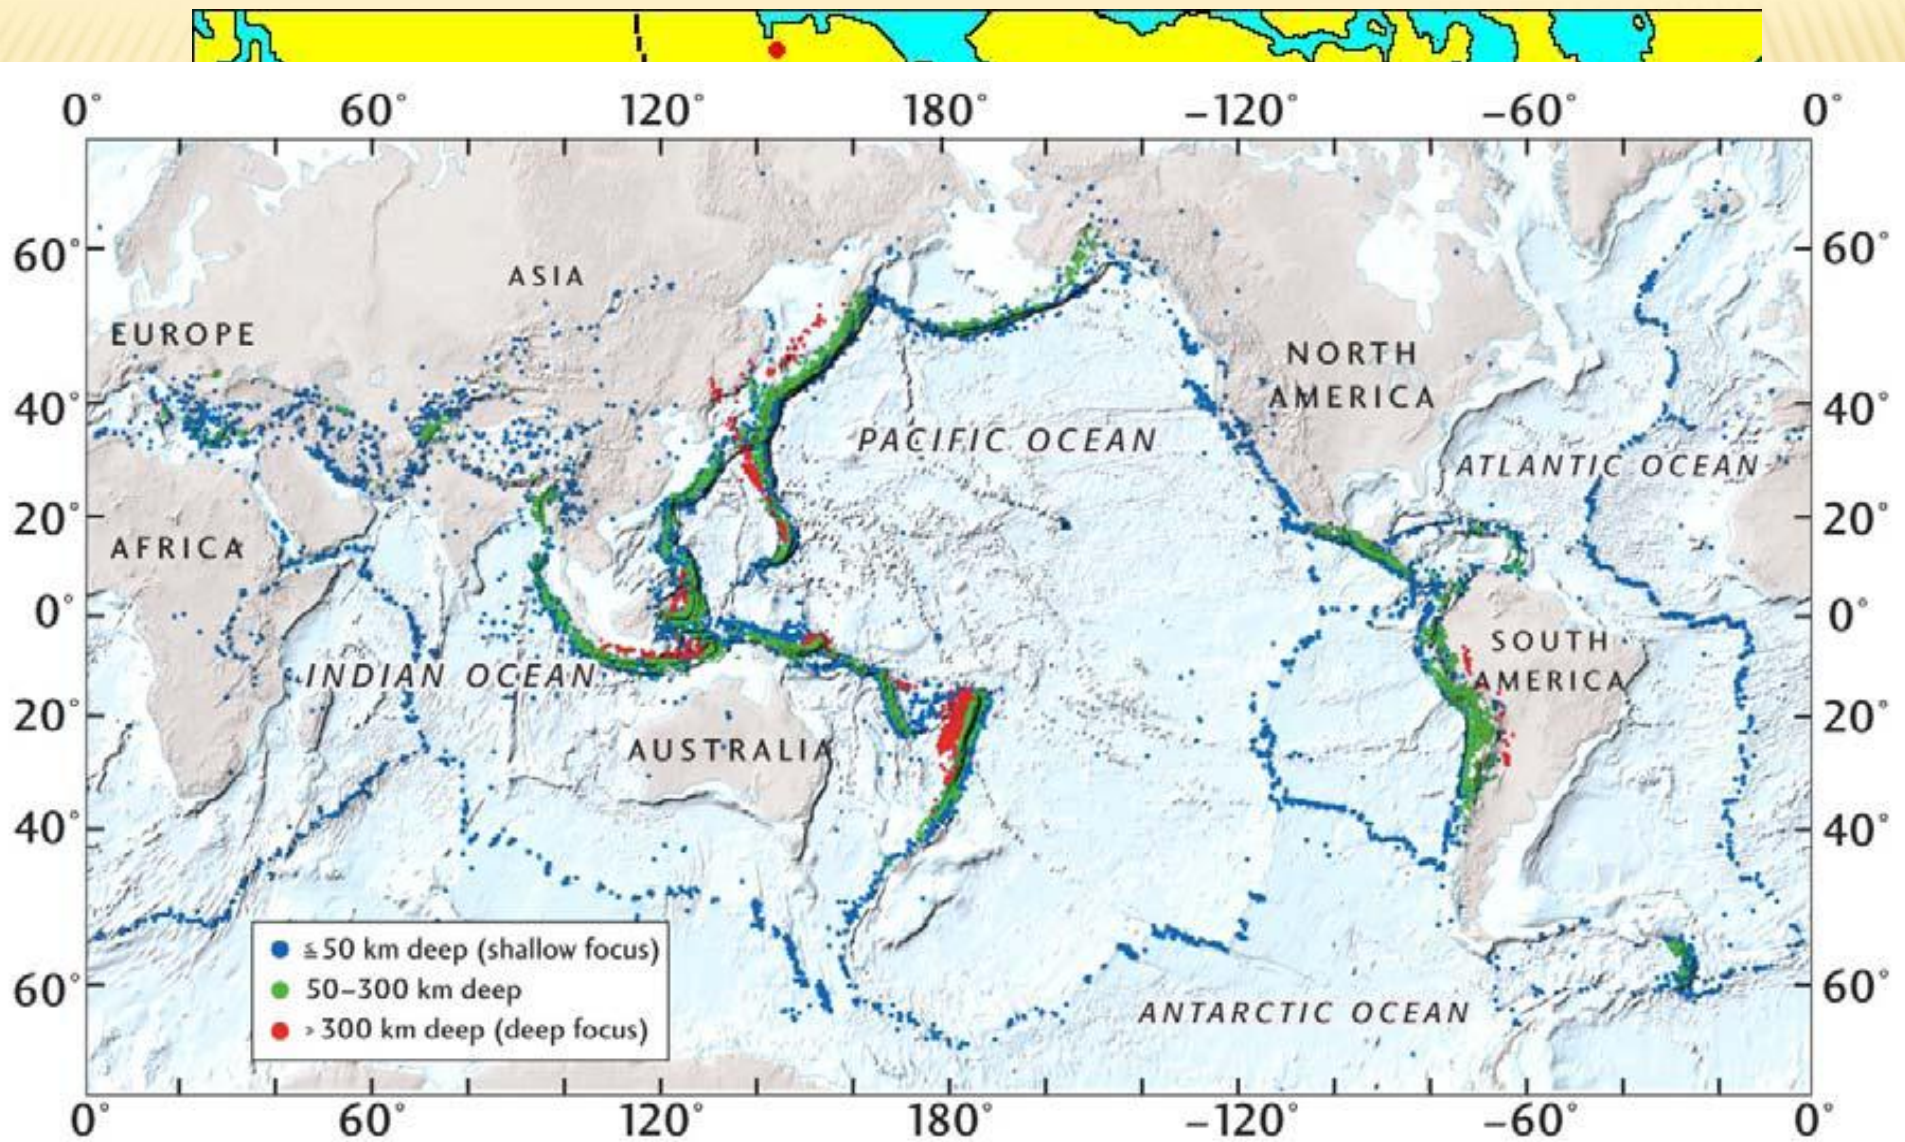 0° 60° 120° 180° −120° −60° 0°
60° 60°
ASIA
EUROPE
NORTH
AMERICA
40° 40°
PACIFIC OCEAN
ATLANTIC OCEAN
20° 20°
AFRICA
0° 0°
SOUTH
AMERICA
INDIAN OCEAN
20° 20°
AUSTRALIA
40° 40°
≦50 km deep (shallow focus)
50–300 km deep
>300 km deep (deep focus)
60° 60°
ANTARCTIC OCEAN
0° 60° 120° 180° −120° −60° 0°